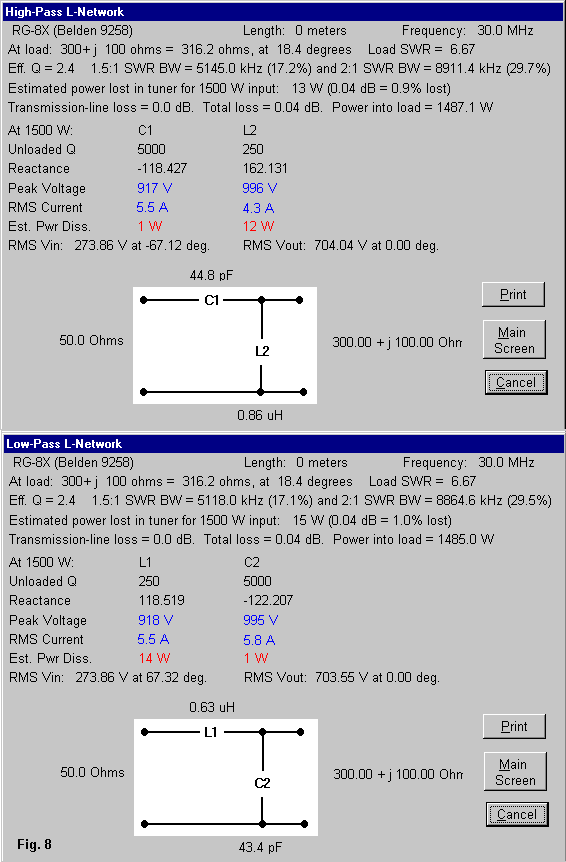 High-Pass L-Network
RG-8X (Belden 9258) Length: 0 meters Frequency: 30.0 MHz
At load: 300+ j 100 ohms = 316.2 ohms, at 18.4 degrees Load SWR = 6.67
Eff. Q = 2.4 1.5:1 SWR BW = 5145.0 kHz (17.2%) and 2:1 SWR BW = 8911.4 kHz (29.7%)
Estimated power lost in tuner for 1500 W input: 13 W (0.04 dB = 0.9% lost)
Transmission-line loss = 0.0 dB. Total loss = 0.04 dB. Power into load = 1487.1 W
At 1500 W: C1 L2
Unloaded Q 5000 250
Reactance -118.427 162.131
Peak Voltage 917 V 996 V
RMS Current 5.5 A 4.3 A
Est. Pwr Diss. 1 W 12 W
RMS Vin: 273.86 V at -67.12 deg. RMS Vout: 704.04 V at 0.00 deg.
44.8 pF
C1
Print
50.0 Ohms
L2
300.00 + j 100.00 Ohm
Main
Screen
Cancel
0.86 uH
Low-Pass L-Network
RG-8X (Belden 9258) Length: 0 meters Frequency: 30.0 MHz
At load: 300+ j 100 ohms = 316.2 ohms, at 18.4 degrees Load SWR = 6.67
Eff. Q = 2.4 1.5:1 SWR BW = 5118.0 kHz (17.1%) and 2:1 SWR BW = 8864.6 kHz (29.5%)
Estimated power lost in tuner for 1500 W input: 15 W (0.04 dB = 1.0% lost)
Transmission-line loss = 0.0 dB. Total loss = 0.04 dB. Power into load = 1485.0 W
At 1500 W: L1 C2
Unloaded Q 250 5000
Reactance 118.519 -122.207
Peak Voltage 918 V 995 V
RMS Current 5.5 A 5.8 A
Est. Pwr Diss. 14 W 1 W
RMS Vin: 273.86 V at 67.32 deg. RMS Vout: 703.55 V at 0.00 deg.
0.63 uH
L1
Print
50.0 Ohms
C2
300.00 + j 100.00 Ohm
Main
Screen
Cancel
Fig. 8
43.4 pF